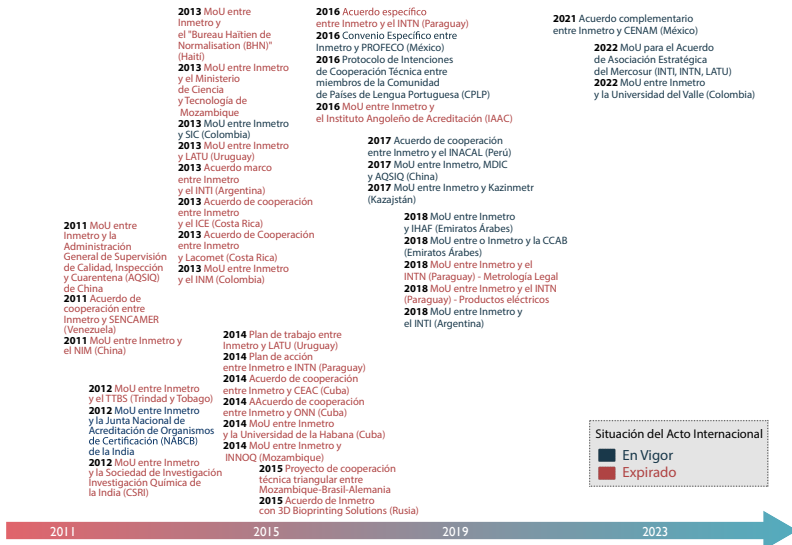 2011 MoU entre
Inmetro y la
Administración
General de Supervisión
de Calidad, Inspección
y Cuarentena (AQSIQ)
de China
2011 Acuerdo de
cooperación entre
Inmetro y SENCAMER
(Venezuela)
2011 MoU entre Inmetro y
el NIM (China)
2012 MoU entre Inmetro
y el TTBS (Trindad y Tobago)
2012 MoU entre Inmetro
y la Junta Nacional de
Acreditación de Organismos
de Certificación (NABCB)
de la India
2012 MoU entre Inmetro
y la Sociedad de Investigación
Investigación Química de
la India (CSRI)
2013 MoU entre
Inmetro y
el "Bureau Haïtien de
Normalisation (BHN)"
(Haití)
2013 MoU entre Inmetro
y el Ministerio
de Ciencia
y Tecnología de
Mozambique
2013 MoU entre Inmetro
y SIC (Colombia)
2013 MoU entre Inmetro
y LATU (Uruguay)
2013 Acuerdo marco
entre Inmetro
y el INTI (Argentina)
2013 Acuerdo de cooperación
entre Inmetro
y el ICE (Costa Rica)
2013 Acuerdo de Cooperación
entre Inmetro
y Lacomet (Costa Rica)
2013 MoU entre Inmetro
y el INM (Colombia)
2014 Plan de trabajo entre
Inmetro y LATU (Uruguay)
2014 Plan de acción
entre Inmetro e INTN (Paraguay)
2014 Acuerdo de cooperación
entre Inmetro y CEAC (Cuba)
2014 AAcuerdo de cooperación
entre Inmetro y ONN (Cuba)
2014 MoU entre Inmetro
y la Universidad de la Habana (Cuba)
2014 MoU entre Inmetro y
INNOQ (Mozambique)
2015 Proyecto de cooperación
técnica triangular entre
Mozambique-Brasil-Alemania
2015 Acuerdo de Inmetro
con 3D Bioprinting Solutions (Rusia)
2016 Acuerdo específico
entre Inmetro y el INTN (Paraguay)
2016 Convenio Específico entre
Inmetro y PROFECO (México)
2016 Protocolo de Intenciones
de Cooperación Técnica entre
miembros de la Comunidad
de Países de Lengua Portuguesa (CPLP)
2016 MoU entre Inmetro y
el Instituto Angoleño de Acreditación (IAAC)
2017 Acuerdo de cooperación
entre Inmetro y el INACAL (Perú)
2017 MoU entre Inmetro, MDIC
y AQSIQ (China)
2017 MoU entre Inmetro y Kazinmetr
(Kazajstán)
2018 MoU entre Inmetro
y IHAF (Emiratos Árabes)
2018 MoU entre o Inmetro y la CCAB
(Emiratos Árabes)
2018 MoU entre Inmetro y el
INTN (Paraguay) - Metrología Legal
2018 MoU entre Inmetro y el INTN
(Paraguay) - Productos eléctricos
2018 MoU entre Inmetro y
el INTI (Argentina)
2021 Acuerdo complementario
entre Inmetro y CENAM (México)
2022 MoU para el Acuerdo
de Asociación Estratégica
del Mercosur (INTI, INTN, LATU)
2022 MoU entre Inmetro
y la Universidad del Valle (Colombia)
Situación del Acto Internacional
En Vigor
Expirado
2011 2015 2019 2023